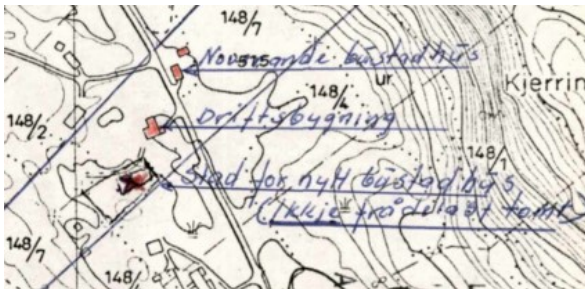 148/7
Noverande bustadhus
515
148/4
ur
Kjerrin
148/2
Driftsbygning
148/1
Stad for nytt bustadhus
(Ikkje frå tomt
148/7
148/